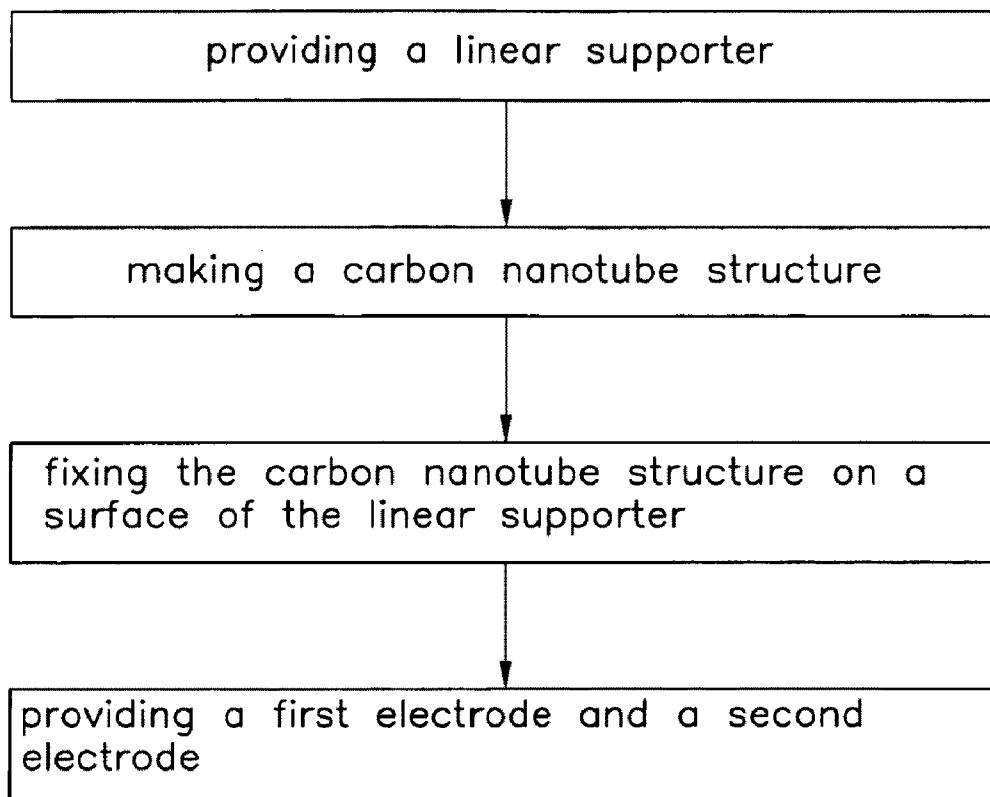 providing a linear supporter
making a carbon nanotube structure
fixing the carbon nanotube structure on a
surface of the linear supporter
providing a first electrode and a second
electrode